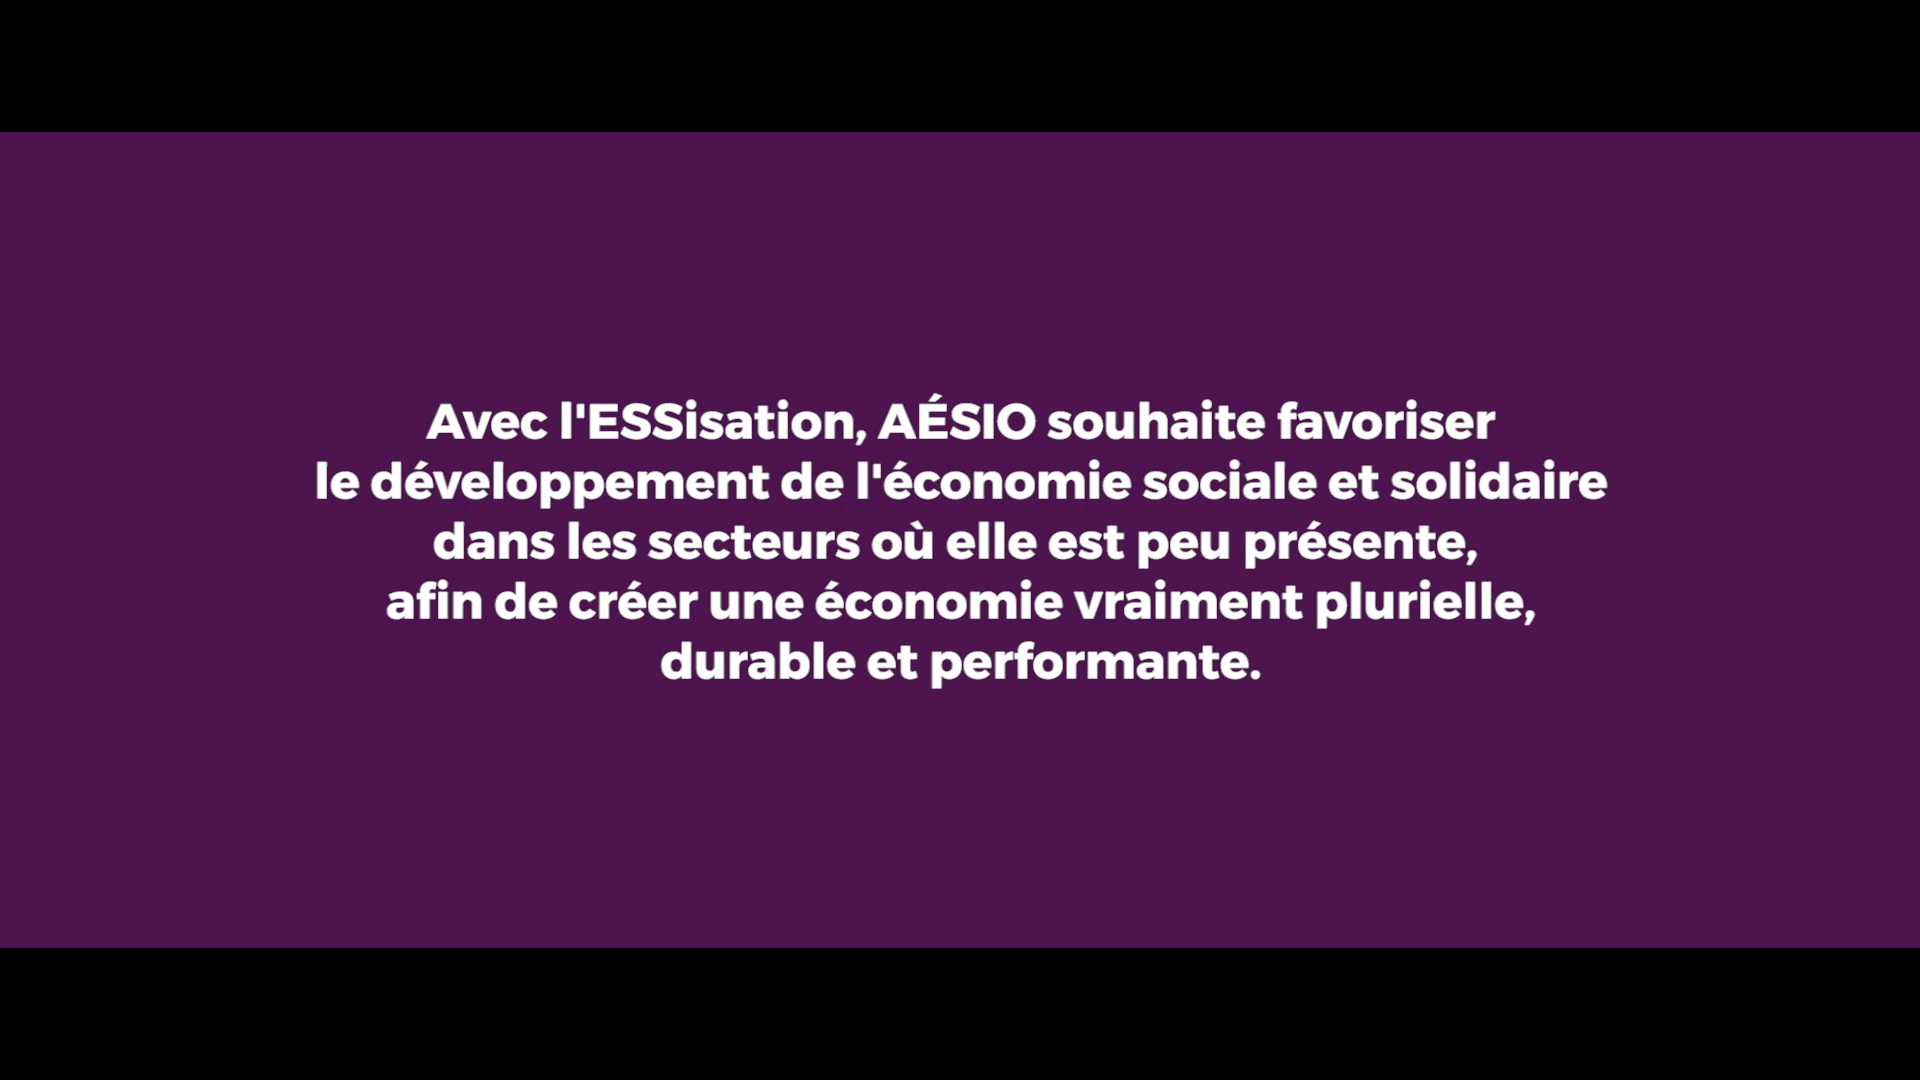 Avec l'ESSisation, AÉSIO souhaite favoriser
le développement de l'économie sociale et solidaire
dans les secteurs où elle est peu présente,
afin de créer une économie vraiment plurielle,
durable et performante.